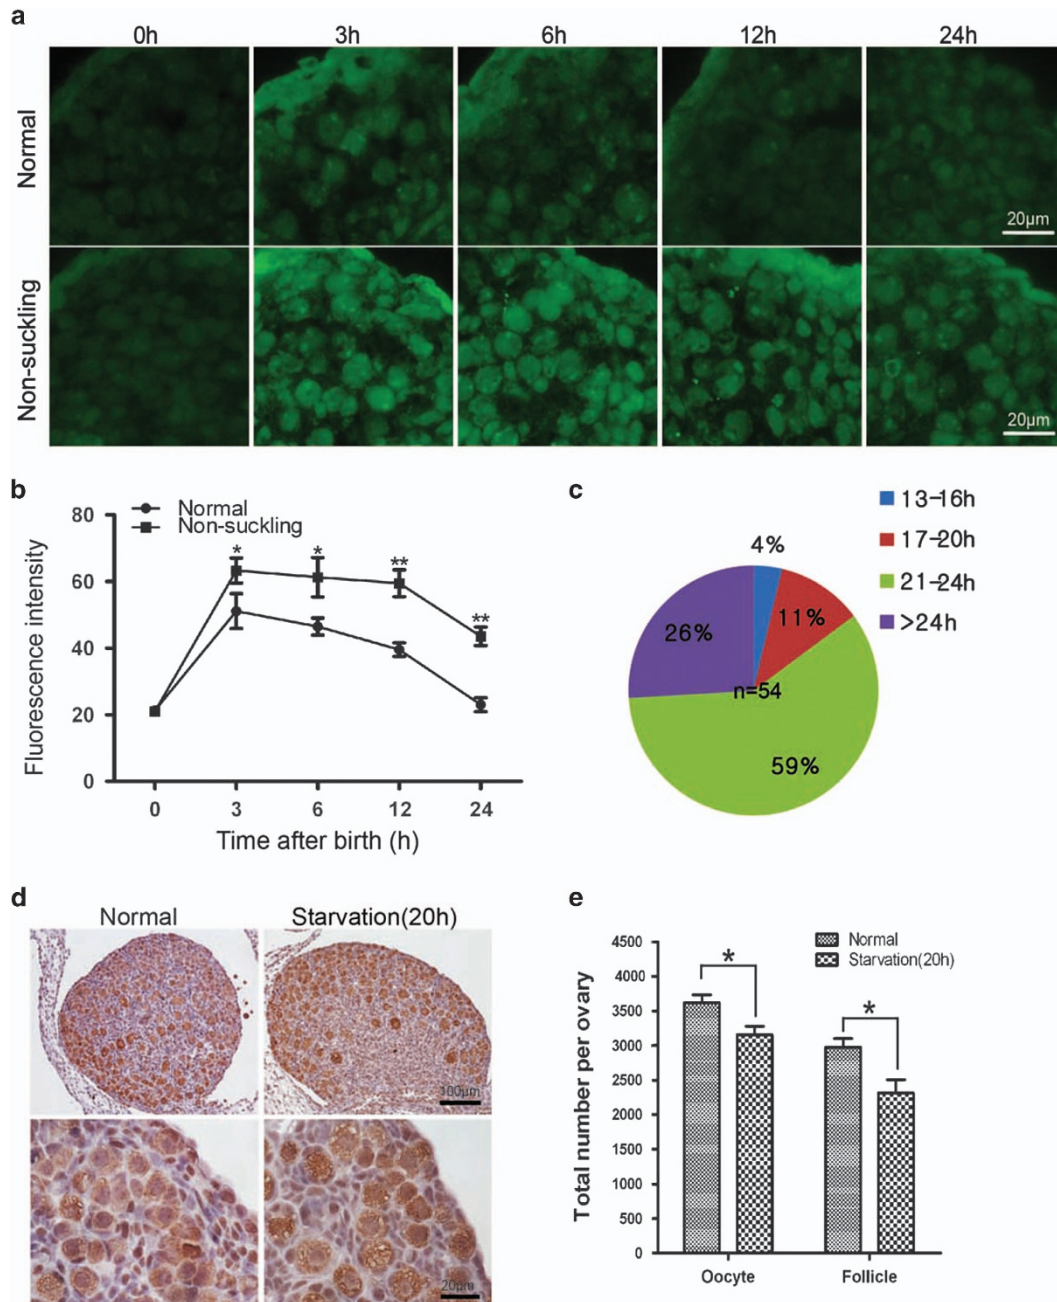 a
0h 3h 6h 12h 24h
Normal
20µm
Non-suckling
20µm
b
Normal
Non-suckling
Fluorescence intensity
80
60
40
20
0
* * ** **
0 3 6 12 24
Time after birth (h)
c
13-16h
17-20h
21-24h
>24h
4%
11%
26%
n=54
59%
d
Normal Starvation(20h)
100µm
20µm
e
Normal
Starvation(20h)
Total number per ovary
4500
4000
3500
3000
2500
2000
1500
1000
500
0
* *
Oocyte Follicle